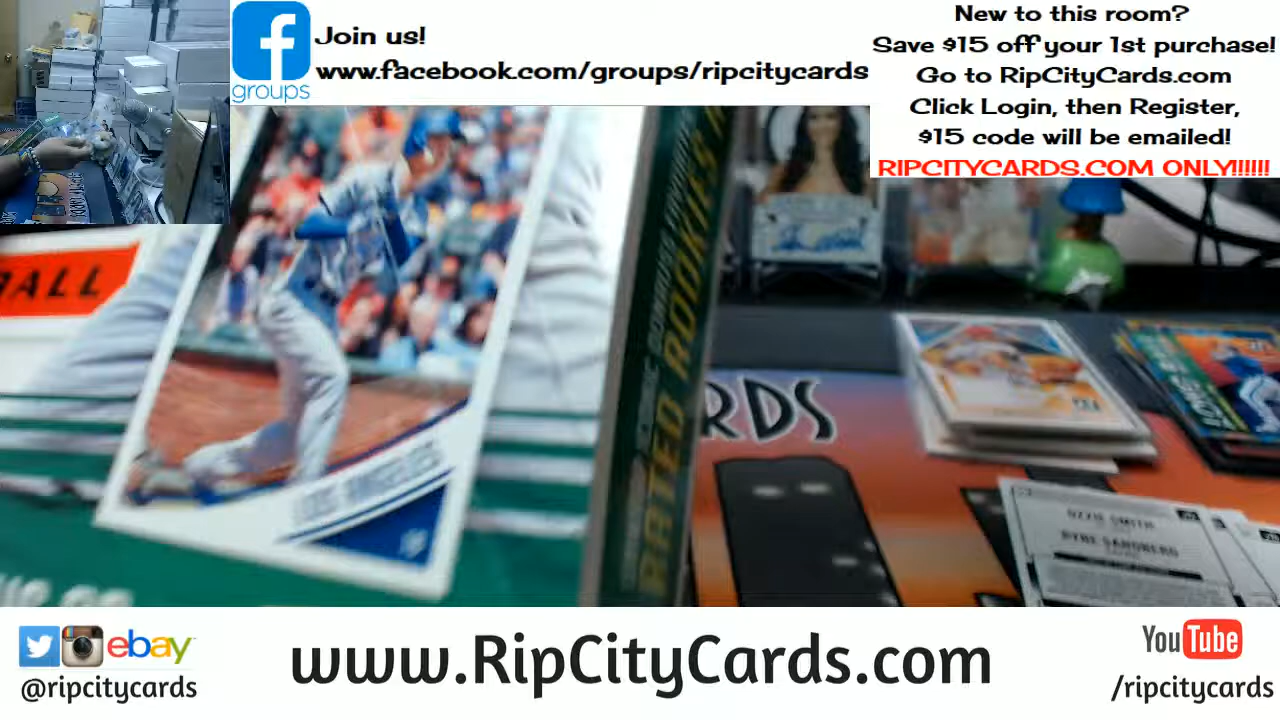 Join us!
www.facebook.com/groups/ripcitycards
groups
New to this room?
Save $15 off your 1st purchase!
Go to RipCityCards.com
Click Login, then Register,
$15 code will be emailed!
RIPCITYCARDS.COM ONLY!!!!!!
RATED ROOKIES
LOS ANGELES
RDS
OZZIE SMITH
RYNE SANDBERG
ebay
@ripcitycards
www.RipCityCards.com
YouTube
/ripcitycards